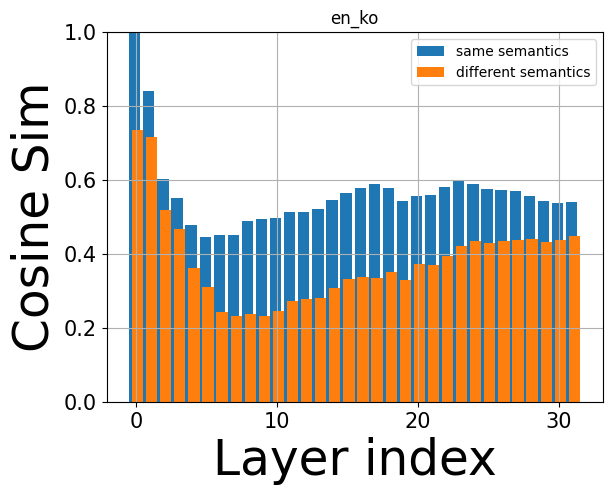 en_ko
same semantics
different semantics
Cosine Sim
1.0
0.8
0.6
0.4
0.2
0.0
0 10 20 30
Layer index